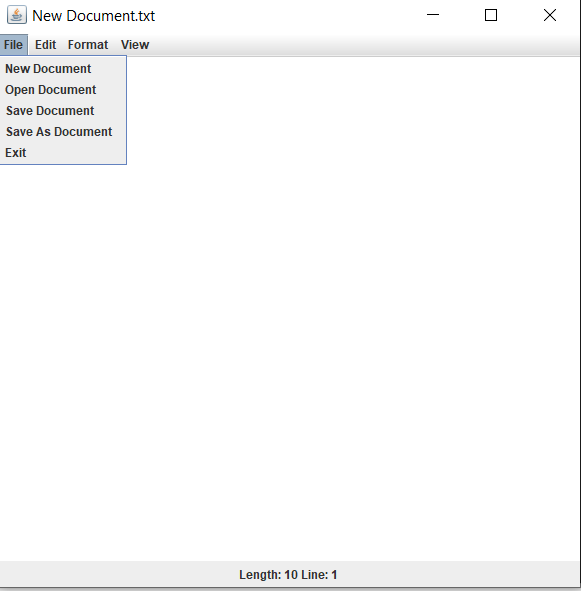 New Document.txt
File Edit Format View
New Document
Open Document
Save Document
Save As Document
Exit
Length: 10 Line: 1